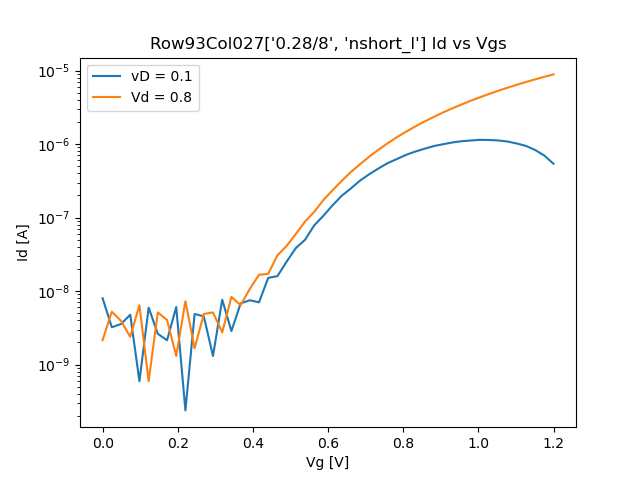 Row93Col027['0.28/8', 'nshort_l'] Id vs Vgs
vD = 0.1
Vd = 0.8
Id [A]
10⁻⁵
10⁻⁶
10⁻⁷
10⁻⁸
10⁻⁹
0.0 0.2 0.4 0.6 0.8 1.0 1.2
Vg [V]